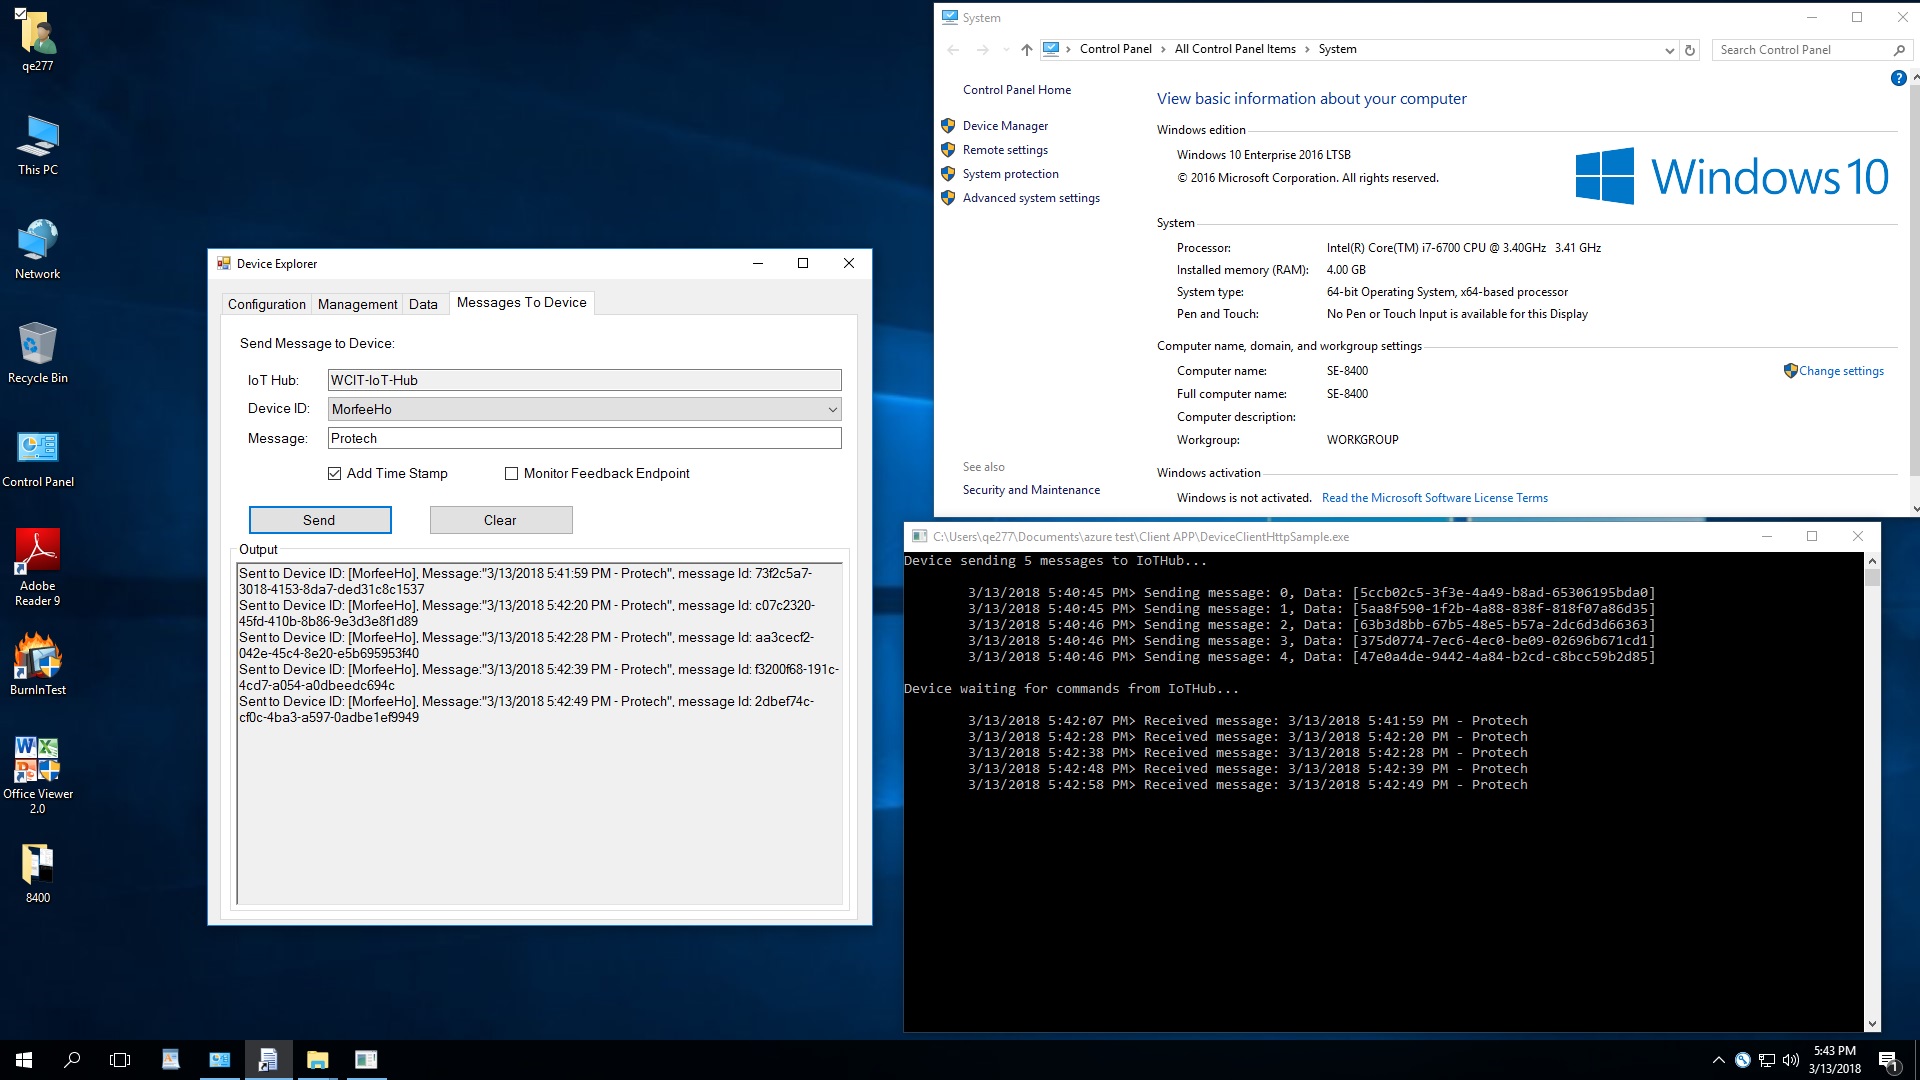 qe277
This PC
Network
Recycle Bin
Control Panel
Adobe
Reader 9
BurnInTest
Office Viewer
2.0
8400
Device Explorer
Configuration
Management
Data
Messages To Device
Send Message to Device:
IoT Hub: WCIT-IoT-Hub
Device ID: MorfeeHo
Message: Protech
Add Time Stamp
Monitor Feedback Endpoint
Send
Clear
Output
Sent to Device ID: [MorfeeHo], Message:"3/13/2018 5:41:59 PM - Protech", message Id: 73f2c5a7-
3018-4153-8da7-ded31c8c1537
Sent to Device ID: [MorfeeHo], Message:"3/13/2018 5:42:20 PM - Protech", message Id: c07c2320-
45fd-410b-8b86-9e3d3e8f1d89
Sent to Device ID: [MorfeeHo], Message:"3/13/2018 5:42:28 PM - Protech", message Id: aa3cecf2-
042e-45c4-8e20-e5b695953f40
Sent to Device ID: [MorfeeHo], Message:"3/13/2018 5:42:39 PM - Protech", message Id: f3200f68-191c-
4cd7-a054-a0dbeedc694c
Sent to Device ID: [MorfeeHo], Message:"3/13/2018 5:42:49 PM - Protech", message Id: 2dbef74c-
cf0c-4ba3-a597-0adbe1ef9949
System
Control Panel > All Control Panel Items > System
Search Control Panel
Control Panel Home
Device Manager
Remote settings
System protection
Advanced system settings
See also
Security and Maintenance
View basic information about your computer
Windows edition
Windows 10 Enterprise 2016 LTSB
© 2016 Microsoft Corporation. All rights reserved.
Windows 10
System
Processor: Intel(R) Core(TM) i7-6700 CPU @ 3.40GHz 3.41 GHz
Installed memory (RAM): 4.00 GB
System type: 64-bit Operating System, x64-based processor
Pen and Touch: No Pen or Touch Input is available for this Display
Computer name, domain, and workgroup settings
Computer name: SE-8400
Change settings
Full computer name: SE-8400
Computer description:
Workgroup: WORKGROUP
Windows activation
Windows is not activated. Read the Microsoft Software License Terms
C:\Users\qe277\Documents\azure test\Client APP\DeviceClientHttpSample.exe
Device sending 5 messages to IoTHub...
3/13/2018 5:40:45 PM> Sending message: 0, Data: [5ccb02c5-3f3e-4a49-b8ad-65306195bda0]
3/13/2018 5:40:45 PM> Sending message: 1, Data: [5aa8f590-1f2b-4a88-838f-818f07a86d35]
3/13/2018 5:40:46 PM> Sending message: 2, Data: [63b3d8bb-67b5-48e5-b57a-2dc6d3d66363]
3/13/2018 5:40:46 PM> Sending message: 3, Data: [375d0774-7ec6-4ec0-be09-02696b671cd1]
3/13/2018 5:40:46 PM> Sending message: 4, Data: [47e0a4de-9442-4a84-b2cd-c8bcc59b2d85]
Device waiting for commands from IoTHub...
3/13/2018 5:42:07 PM> Received message: 3/13/2018 5:41:59 PM - Protech
3/13/2018 5:42:28 PM> Received message: 3/13/2018 5:42:20 PM - Protech
3/13/2018 5:42:38 PM> Received message: 3/13/2018 5:42:28 PM - Protech
3/13/2018 5:42:48 PM> Received message: 3/13/2018 5:42:39 PM - Protech
3/13/2018 5:42:58 PM> Received message: 3/13/2018 5:42:49 PM - Protech
5:43 PM
3/13/2018
1